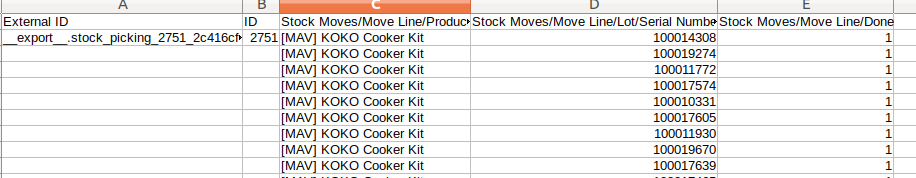 A B C D E
External ID ID Stock Moves/Move Line/Produc Stock Moves/Move Line/Lot/Serial Numbe Stock Moves/Move Line/Done
__export__.stock_picking_2751_2c416cf 2751 [MAV] KOKO Cooker Kit 100014308 1
[MAV] KOKO Cooker Kit 100019274 1
[MAV] KOKO Cooker Kit 100011772 1
[MAV] KOKO Cooker Kit 100017574 1
[MAV] KOKO Cooker Kit 100010331 1
[MAV] KOKO Cooker Kit 100017605 1
[MAV] KOKO Cooker Kit 100011930 1
[MAV] KOKO Cooker Kit 100019670 1
[MAV] KOKO Cooker Kit 100017639 1